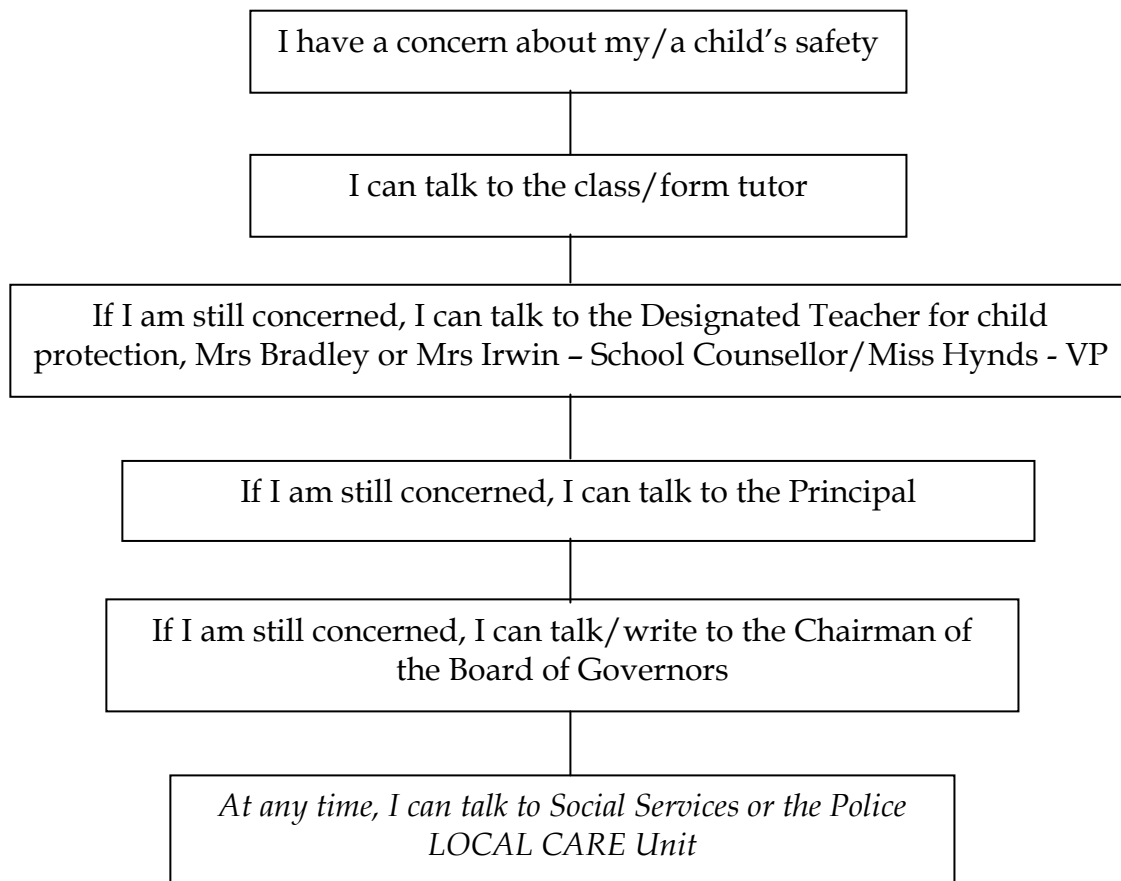 I have a concern about my/a child’s safety
I can talk to the class/form tutor
If I am still concerned, I can talk to the Designated Teacher for child
protection, Mrs Bradley or Mrs Irwin – School Counsellor/Miss Hynds - VP
If I am still concerned, I can talk to the Principal
If I am still concerned, I can talk/write to the Chairman of
the Board of Governors
At any time, I can talk to Social Services or the Police
LOCAL CARE Unit